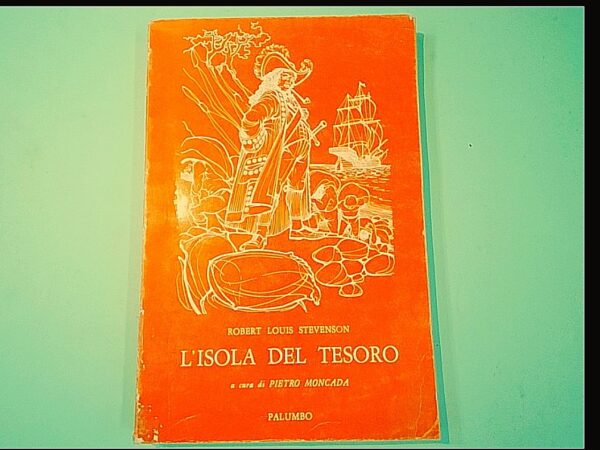 ROBERT LOUIS STEVENSON
L'ISOLA DEL TESORO
a cura di PIETRO MONCADA
PALUMBO